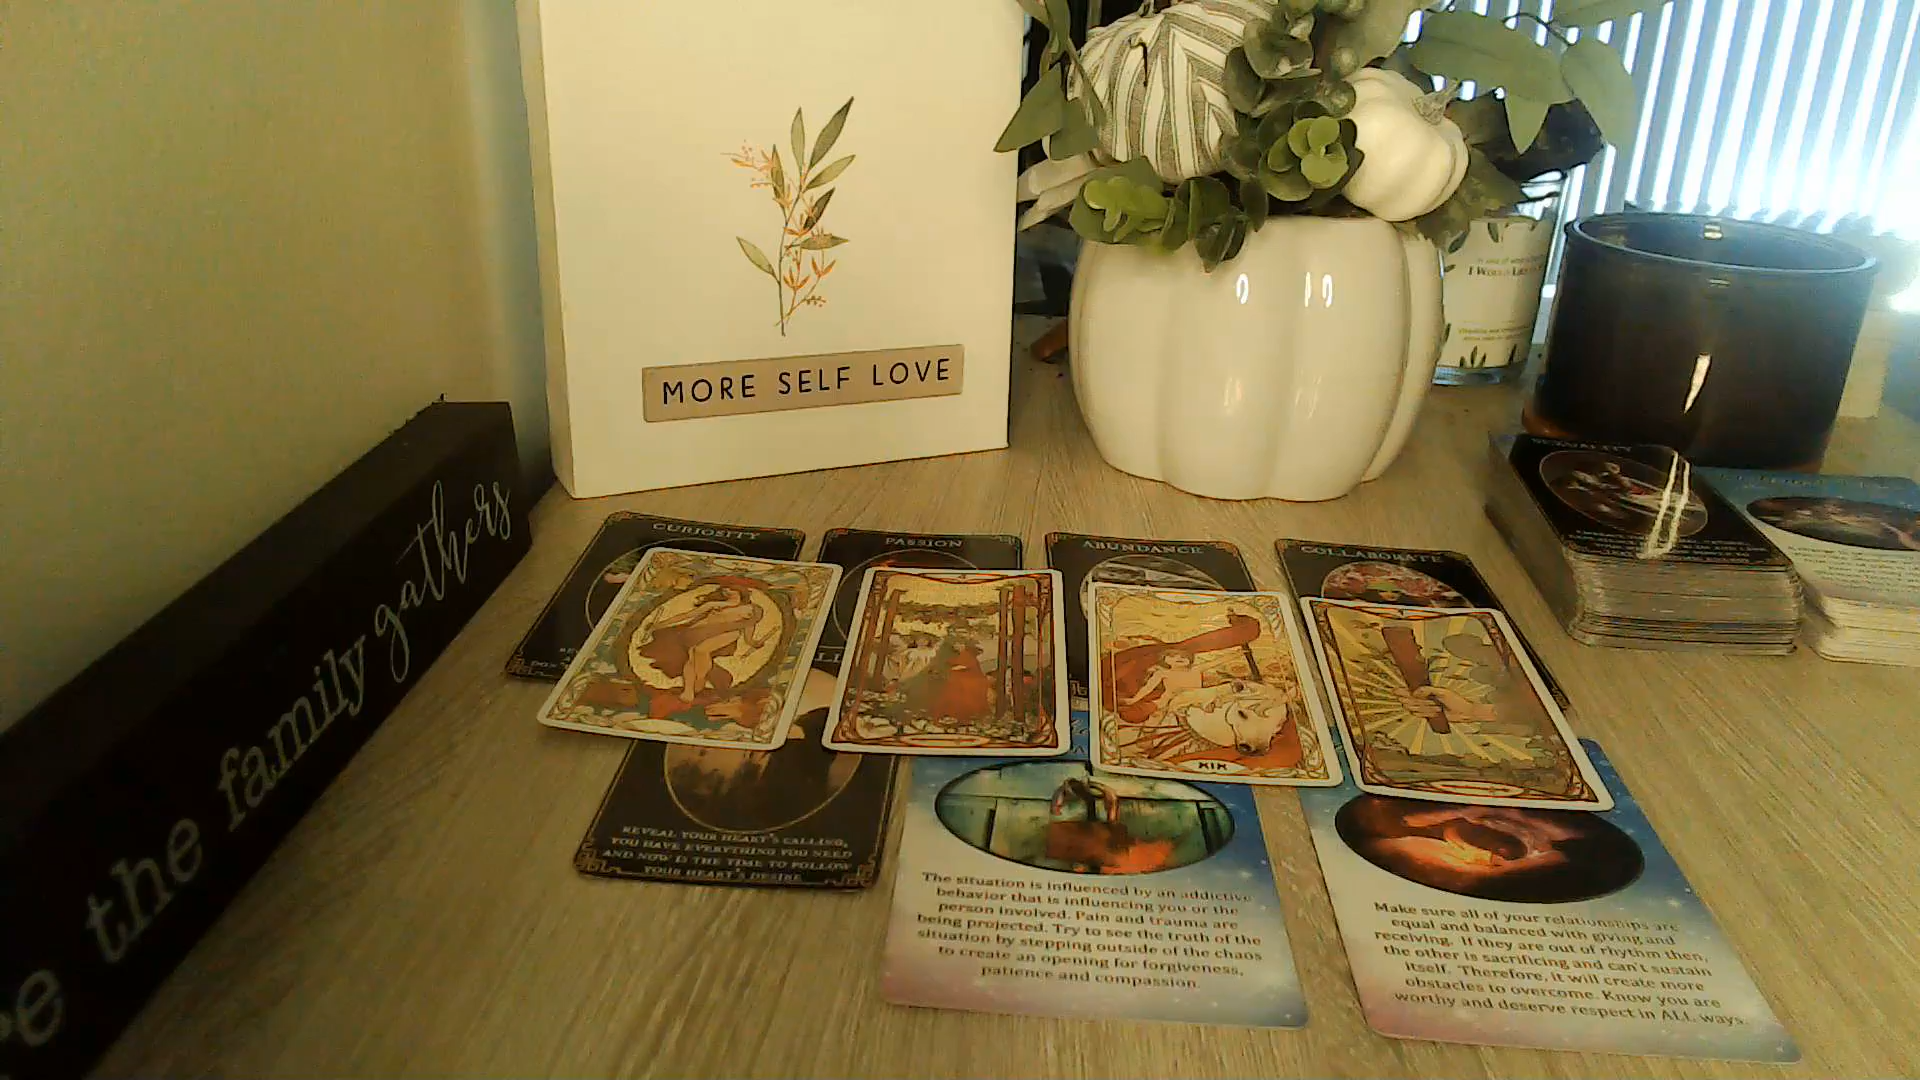 MORE SELF LOVE
I WOULD
e the family gathers
CURIOSITY
PASSION
ABUNDANCE
COLLABORATE
XIX
REVEAL YOUR HEART'S CALLING,
YOU HAVE EVERYTHING YOU NEED
AND NOW IS THE TIME TO FOLLOW
YOUR HEART'S DESIRE
The situation is influenced by an addictive
behavior that is influencing you or the
person involved. Pain and trauma are
being projected. Try to see the truth of the
situation by stepping outside of the chaos
to create an opening for forgiveness,
patience and compassion.
Make sure all of your relationships are
equal and balanced with giving and
receiving. If they are out of rhythm then,
the other is sacrificing and can't sustain
itself. Therefore, it will create more
obstacles to overcome. Know you are
worthy and deserve respect in ALL ways.